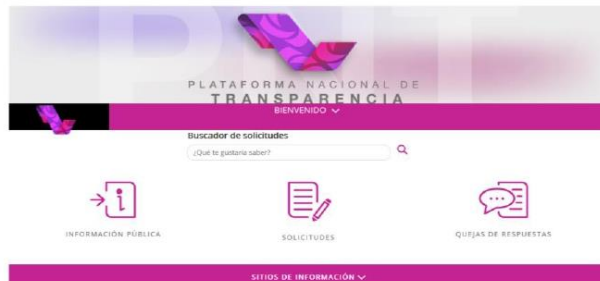 PNT
PLATAFORMA NACIONAL DE
TRANSPARENCIA
BIENVENIDO
Buscador de solicitudes
¿Qué te gustaría saber?
INFORMACIÓN PÚBLICA
SOLICITUDES
QUEJAS DE RESPUESTAS
SITIOS DE INFORMACIÓN